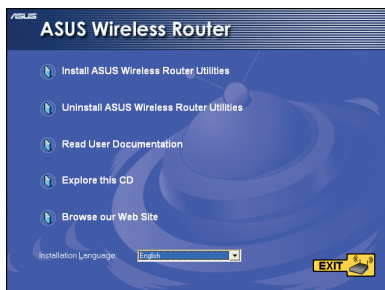 ASUS
ASUS Wireless Router
Install ASUS Wireless Router Utilities
Uninstall ASUS Wireless Router Utilities
Read User Documentation
Explore this CD
Browse our Web Site
Installation Language: English
EXIT